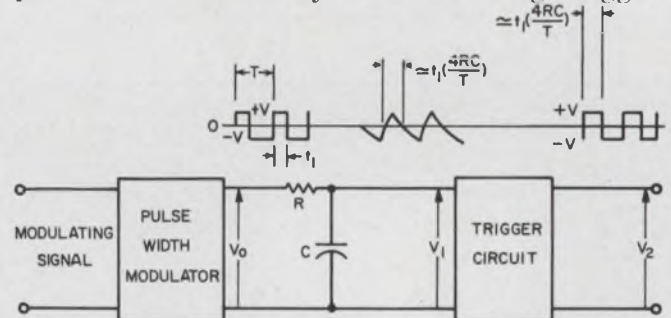 ≃t₁(4RC/T)
≃t₁(4RC/T)
T
+V
0
−V
t₁
+V
−V
MODULATING
SIGNAL
PULSE
WIDTH
MODULATOR
V₀
R
C
V₁
TRIGGER
CIRCUIT
V₂